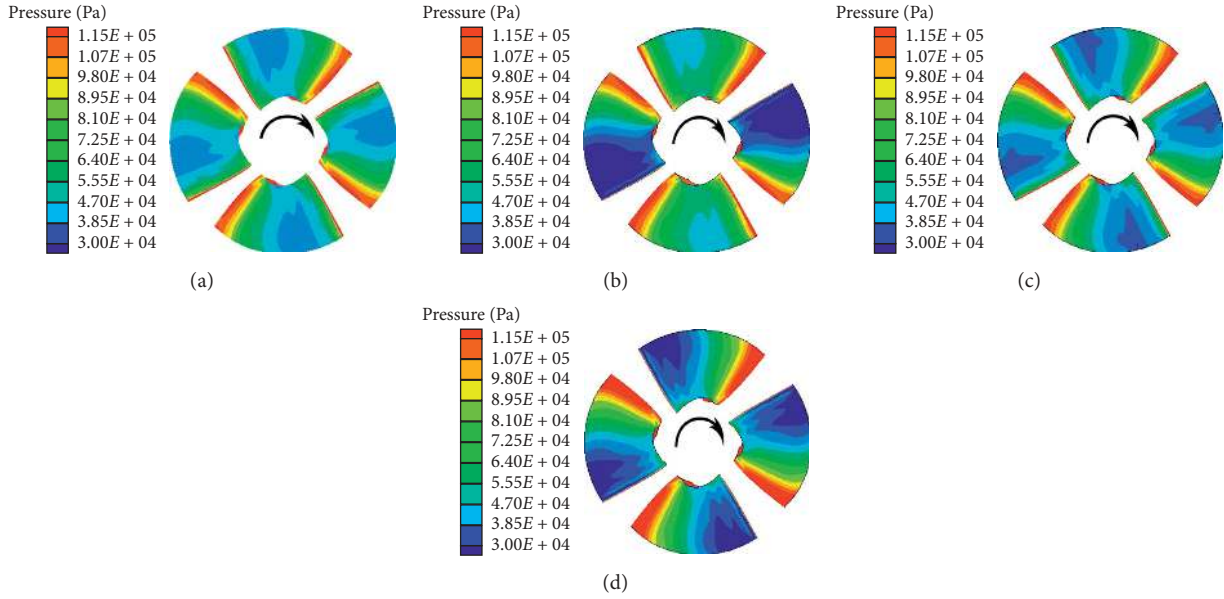 Pressure (Pa)
1.15E + 05
1.07E + 05
9.80E + 04
8.95E + 04
8.10E + 04
7.25E + 04
6.40E + 04
5.55E + 04
4.70E + 04
3.85E + 04
3.00E + 04
(a)
Pressure (Pa)
1.15E + 05
1.07E + 05
9.80E + 04
8.95E + 04
8.10E + 04
7.25E + 04
6.40E + 04
5.55E + 04
4.70E + 04
3.85E + 04
3.00E + 04
(b)
Pressure (Pa)
1.15E + 05
1.07E + 05
9.80E + 04
8.95E + 04
8.10E + 04
7.25E + 04
6.40E + 04
5.55E + 04
4.70E + 04
3.85E + 04
3.00E + 04
(c)
Pressure (Pa)
1.15E + 05
1.07E + 05
9.80E + 04
8.95E + 04
8.10E + 04
7.25E + 04
6.40E + 04
5.55E + 04
4.70E + 04
3.85E + 04
3.00E + 04
(d)